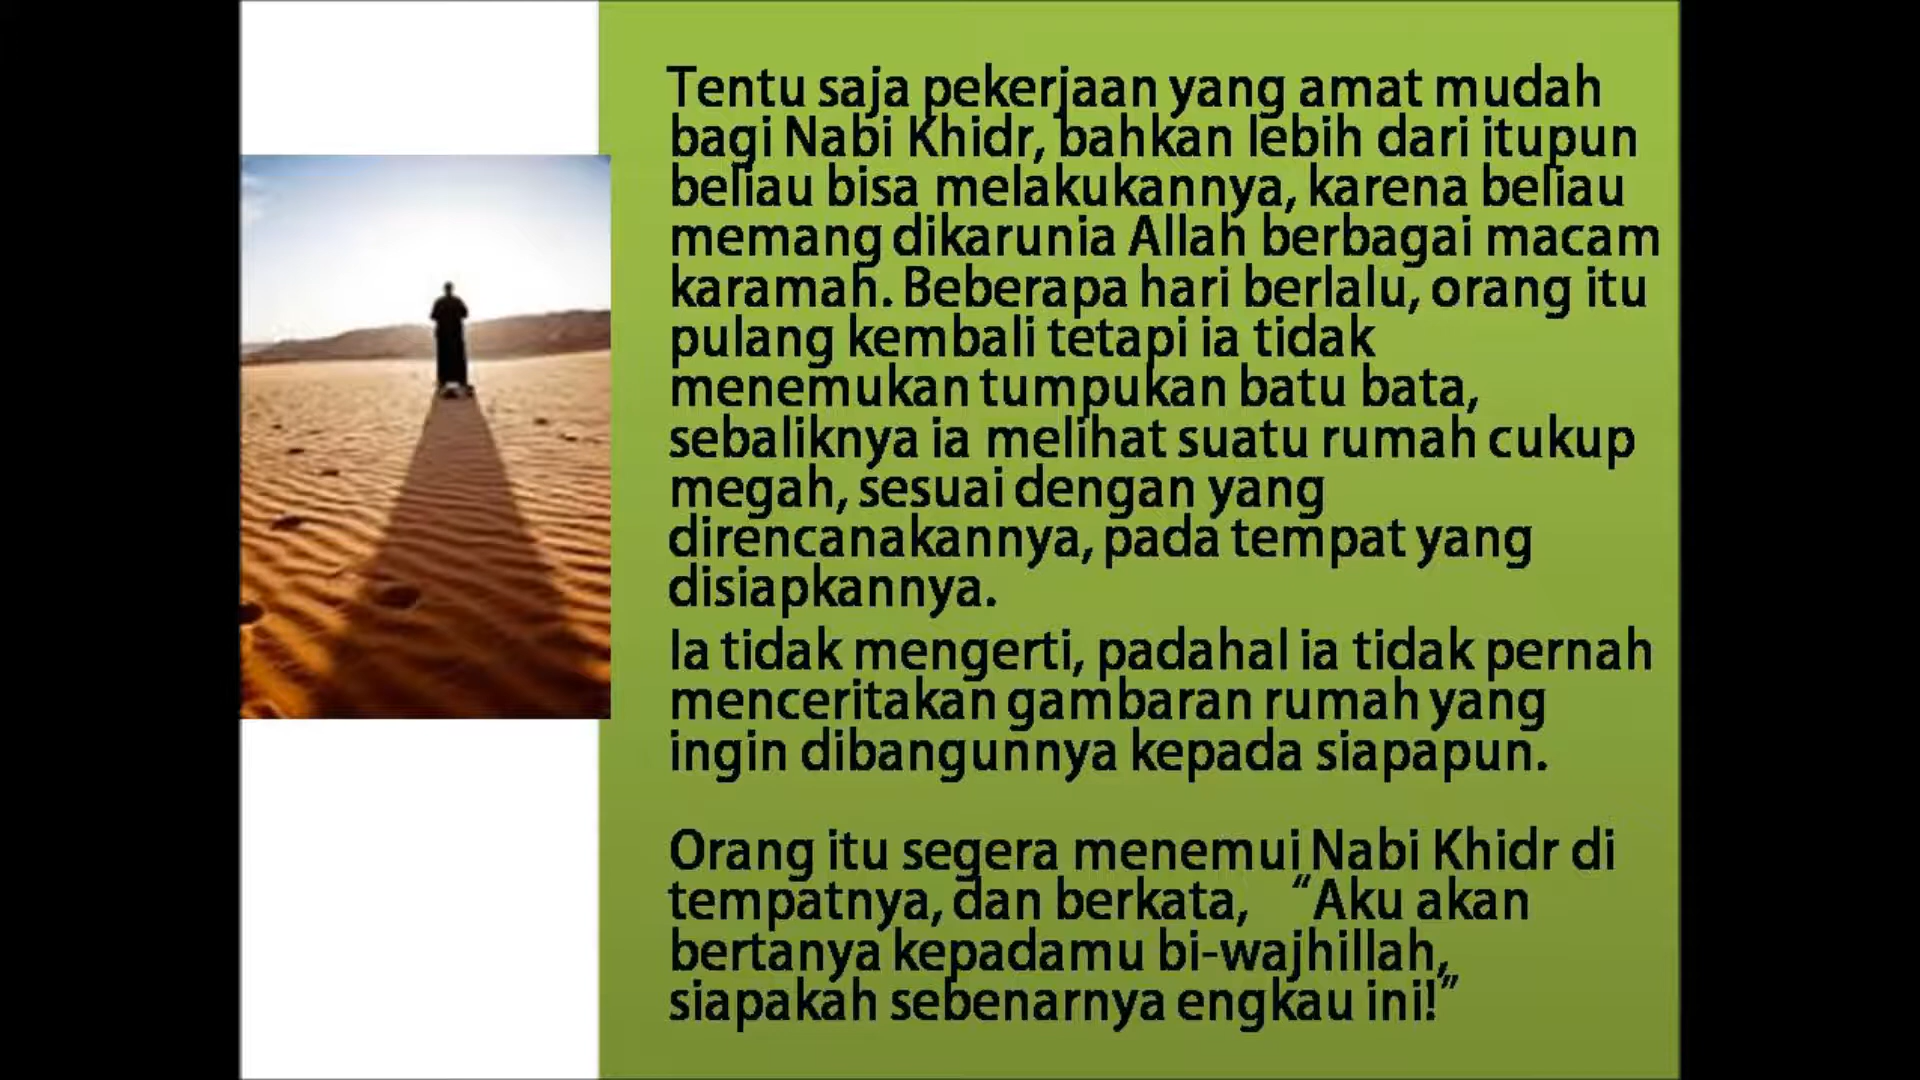 Tentu saja pekerjaan yang amat mudah
bagi Nabi Khidr, bahkan lebih dari itupun
beliau bisa melakukannya, karena beliau
memang dikarunia Allah berbagai macam
karamah. Beberapa hari berlalu, orang itu
pulang kembali tetapi ia tidak
menemukan tumpukan batu bata,
sebaliknya ia melihat suatu rumah cukup
megah, sesuai dengan yang
direncanakannya, pada tempat yang
disiapkannya.
Ia tidak mengerti, padahal ia tidak pernah
menceritakan gambaran rumah yang
ingin dibangunnya kepada siapapun.
Orang itu segera menemui Nabi Khidr di
tempatnya, dan berkata, “Aku akan
bertanya kepadamu bi-wajhillah,
siapakah sebenarnya engkau ini!”